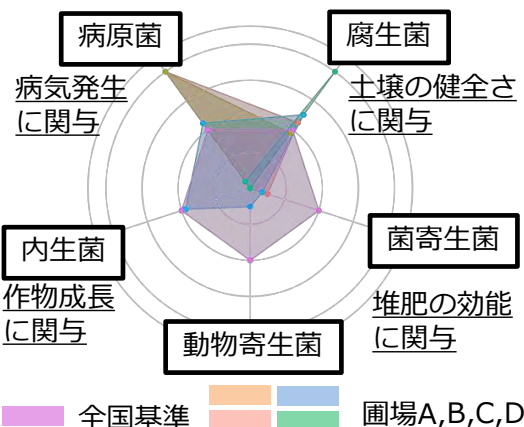 病原菌
腐生菌
病気発生
に関与
土壌の健全さ
に関与
内生菌
菌寄生菌
作物成長
に関与
堆肥の効能
に関与
動物寄生菌
全国基準
圃場A,B,C,D